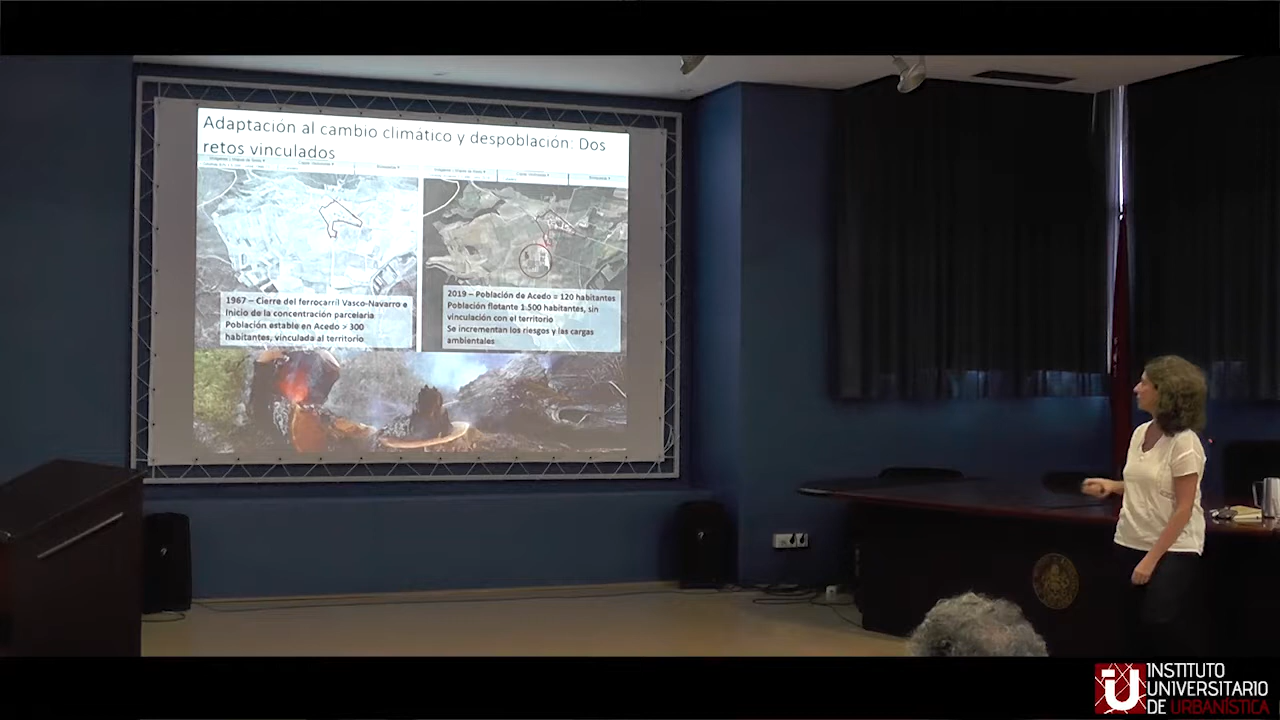 Adaptación al cambio climático y despoblación: Dos
retos vinculados
1967 – Cierre del ferrocarril Vasco-Navarro e
Inicio de la concentración parcelaria
Población estable en Acedo > 300
habitantes, vinculada al territorio
2019 – Población de Acedo = 120 habitantes
Población flotante 1.500 habitantes, sin
vinculación con el territorio
Se incrementan los riesgos y las cargas
ambientales
INSTITUTO
UNIVERSITARIO
DE URBANÍSTICA